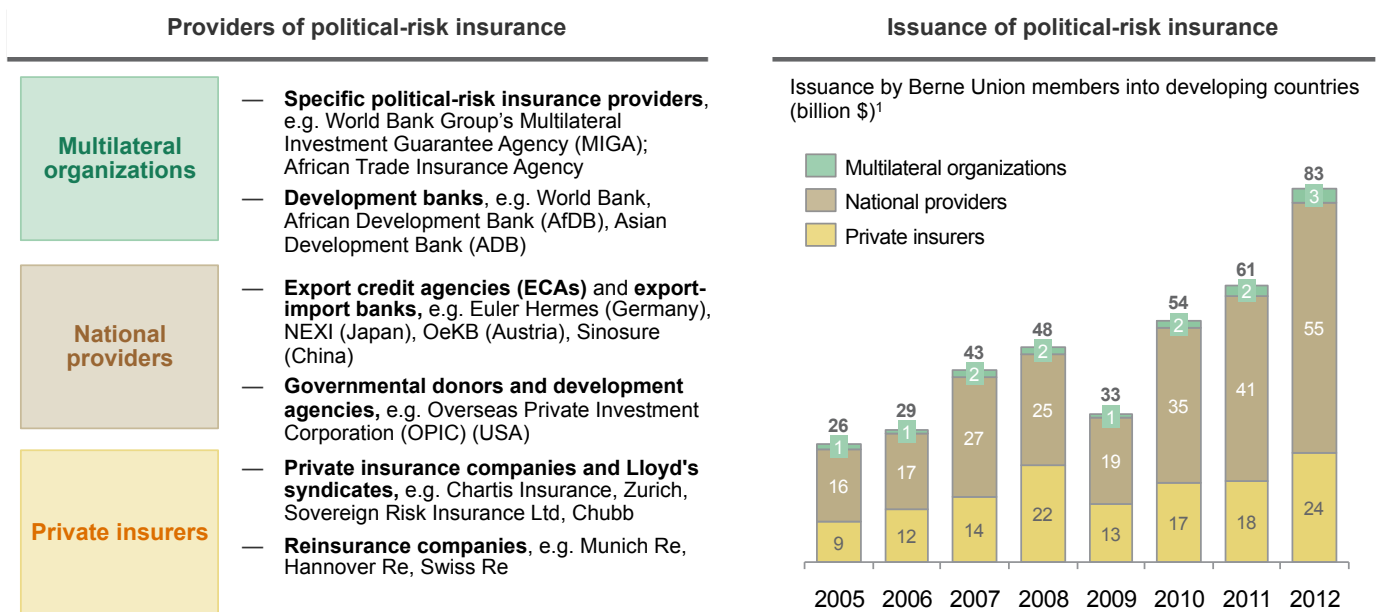 Providers of political-risk insurance
Multilateral
organizations
— Specific political-risk insurance providers,
e.g. World Bank Group’s Multilateral
Investment Guarantee Agency (MIGA);
African Trade Insurance Agency
— Development banks, e.g. World Bank,
African Development Bank (AfDB), Asian
Development Bank (ADB)
National
providers
— Export credit agencies (ECAs) and export-
import banks, e.g. Euler Hermes (Germany),
NEXI (Japan), OeKB (Austria), Sinosure
(China)
— Governmental donors and development
agencies, e.g. Overseas Private Investment
Corporation (OPIC) (USA)
Private insurers
— Private insurance companies and Lloyd's
syndicates, e.g. Chartis Insurance, Zurich,
Sovereign Risk Insurance Ltd, Chubb
— Reinsurance companies, e.g. Munich Re,
Hannover Re, Swiss Re
Issuance of political-risk insurance
Issuance by Berne Union members into developing countries
(billion $)¹
Multilateral organizations
National providers
Private insurers
26 29 43 48 33 54 61 83
1 1 2 2 1 2 2 3
16 17 27 25 19 35 41 55
9 12 14 22 13 17 18 24
2005 2006 2007 2008 2009 2010 2011 2012